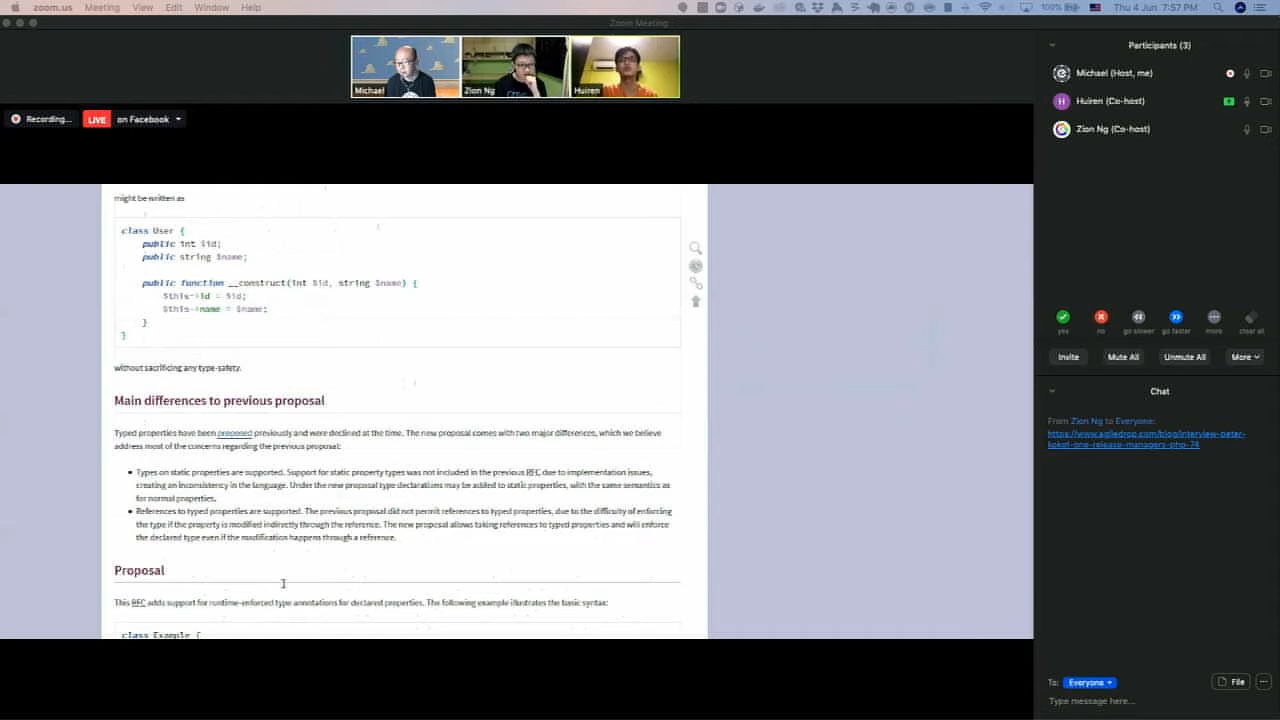 zoom.us Meeting View Edit Window Help 100% Thu 4 Jun 7:57 PM
Zoom Meeting
Michael
Zion Ng
Huiren
Recording...
LIVE on Facebook
might be written as
class User {
public int $id;
public string $name;
public function __construct(int $id, string $name) {
$this->id = $id;
$this->name = $name;
}
}
without sacrificing any type-safety.
Main differences to previous proposal
Typed properties have been proposed previously and were declined at the time. The new proposal comes with two major differences, which we believe
address most of the concerns regarding the previous proposal:
Types on static properties are supported. Support for static property types was not included in the previous RFC due to implementation issues,
creating an inconsistency in the language. Under the new proposal type declarations may be added to static properties, with the same semantics as
for normal properties.
References to typed properties are supported. The previous proposal did not permit references to typed properties, due to the difficulty of enforcing
the type if the property is modified indirectly through the reference. The new proposal allows taking references to typed properties and will enforce
the declared type even if the modification happens through a reference.
Proposal
This RFC adds support for runtime-enforced type annotations for declared properties. The following example illustrates the basic syntax:
class Example {
Participants (3)
Michael (Host, me)
H Huiren (Co-host)
Zion Ng (Co-host)
yes no go slower go faster more clear all
Invite Mute All Unmute All More
Chat
From Zion Ng to Everyone:
https://www.agiledrop.com/blog/interview-peter-
kokot-one-release-managers-php-74
To: Everyone File
Type message here...